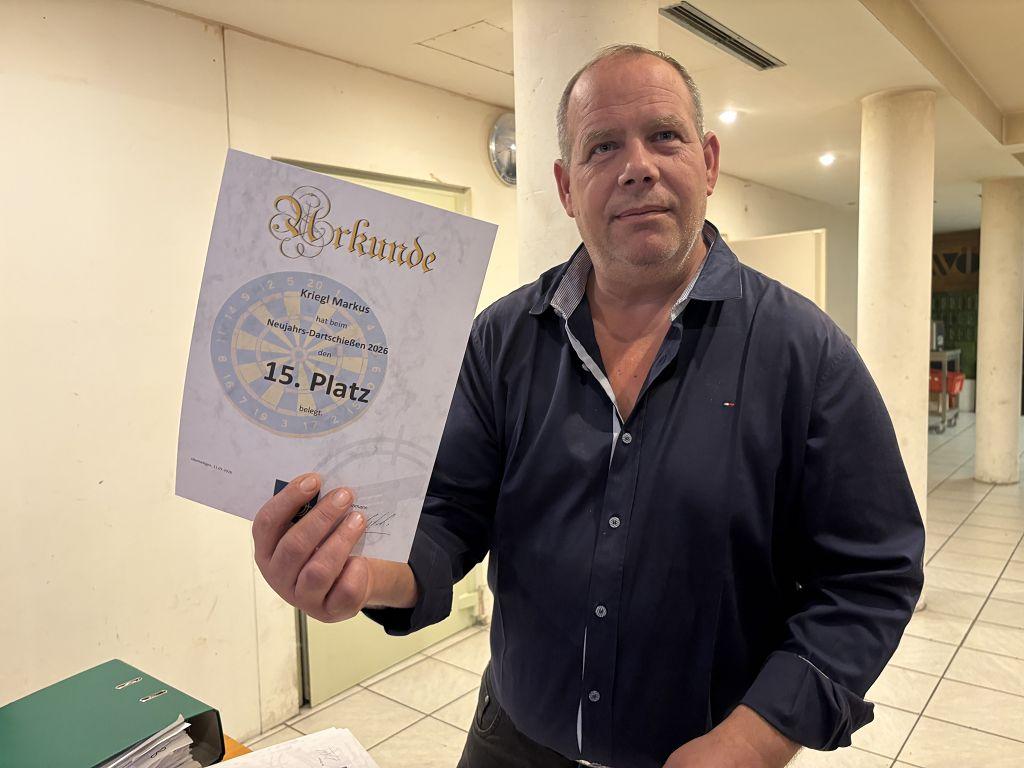 Urkunde
Kriegl Markus
hat beim
Neujahrs-Dartschießen 2026
den
15. Platz
belegt.